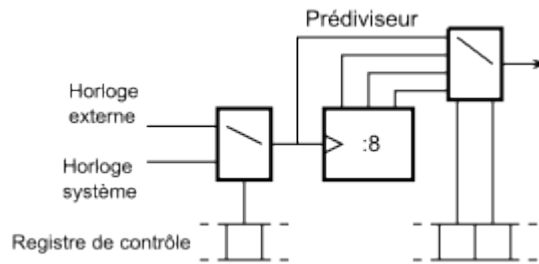 Prédiviseur
Horloge
externe
:8
Horloge
système
Registre de contrôle